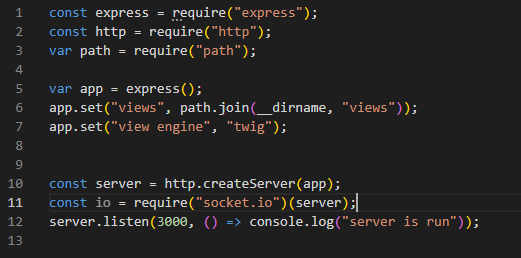 1 const express = require("express");
2 const http = require("http");
3 var path = require("path");
4
5 var app = express();
6 app.set("views", path.join(__dirname, "views"));
7 app.set("view engine", "twig");
8
9
10 const server = http.createServer(app);
11 const io = require("socket.io")(server);
12 server.listen(3000, () => console.log("server is run"));
13